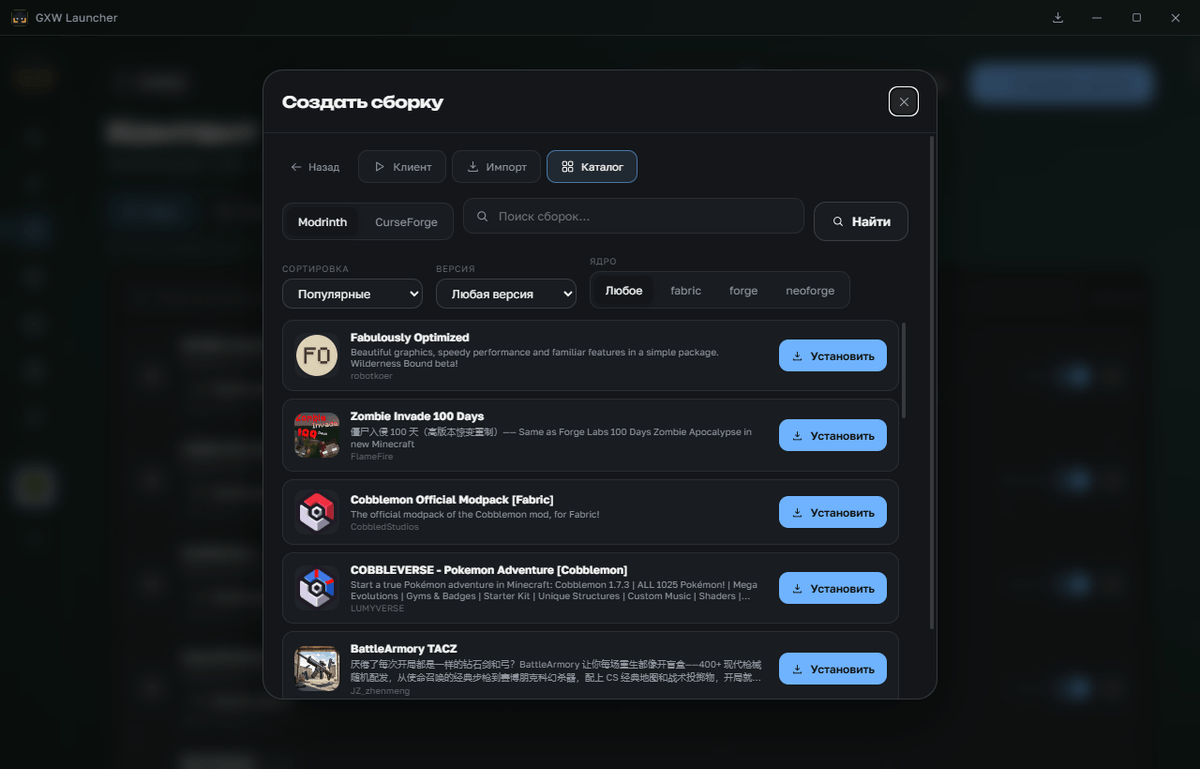 GXW Launcher
Создать сборку
Назад
Клиент
Импорт
Каталог
Modrinth
CurseForge
Поиск сборок...
Найти
СОРТИРОВКА
ВЕРСИЯ
ЯДРО
Популярные
Любая версия
Любое
fabric
forge
neoforge
FO
Fabulously Optimized
Beautiful graphics, speedy performance and familiar features in a simple package.
Wilderness Bound beta!
robotkoer
Установить
Zombie Invade 100 Days
僵尸入侵 100 天（高版本惊变重制）—— Same as Forge Labs 100 Days Zombie Apocalypse in
new Minecraft
FlameFire
Установить
Cobblemon Official Modpack [Fabric]
The official modpack of the Cobblemon mod, for Fabric!
CobbledStudios
Установить
COBBLEVERSE - Pokemon Adventure [Cobblemon]
Start a true Pokémon adventure in Minecraft: Cobblemon 1.7.3 | ALL 1025 Pokémon! | Mega
Evolutions | Gyms & Badges | Starter Kit | Unique Structures | Custom Music | Shaders |...
LUMYVERSE
Установить
BattleArmory TACZ
厌倦了每次开局都是一样的钻石剑和弓？BattleArmory 让你每场重生都像开盲盒——400+ 现代枪械
随机配发，从使命召唤的经典步枪到赛博朋克科幻杀器，配上 CS 经典地图和战术投掷物，开局就...
JZ_zhenmeng
Установить